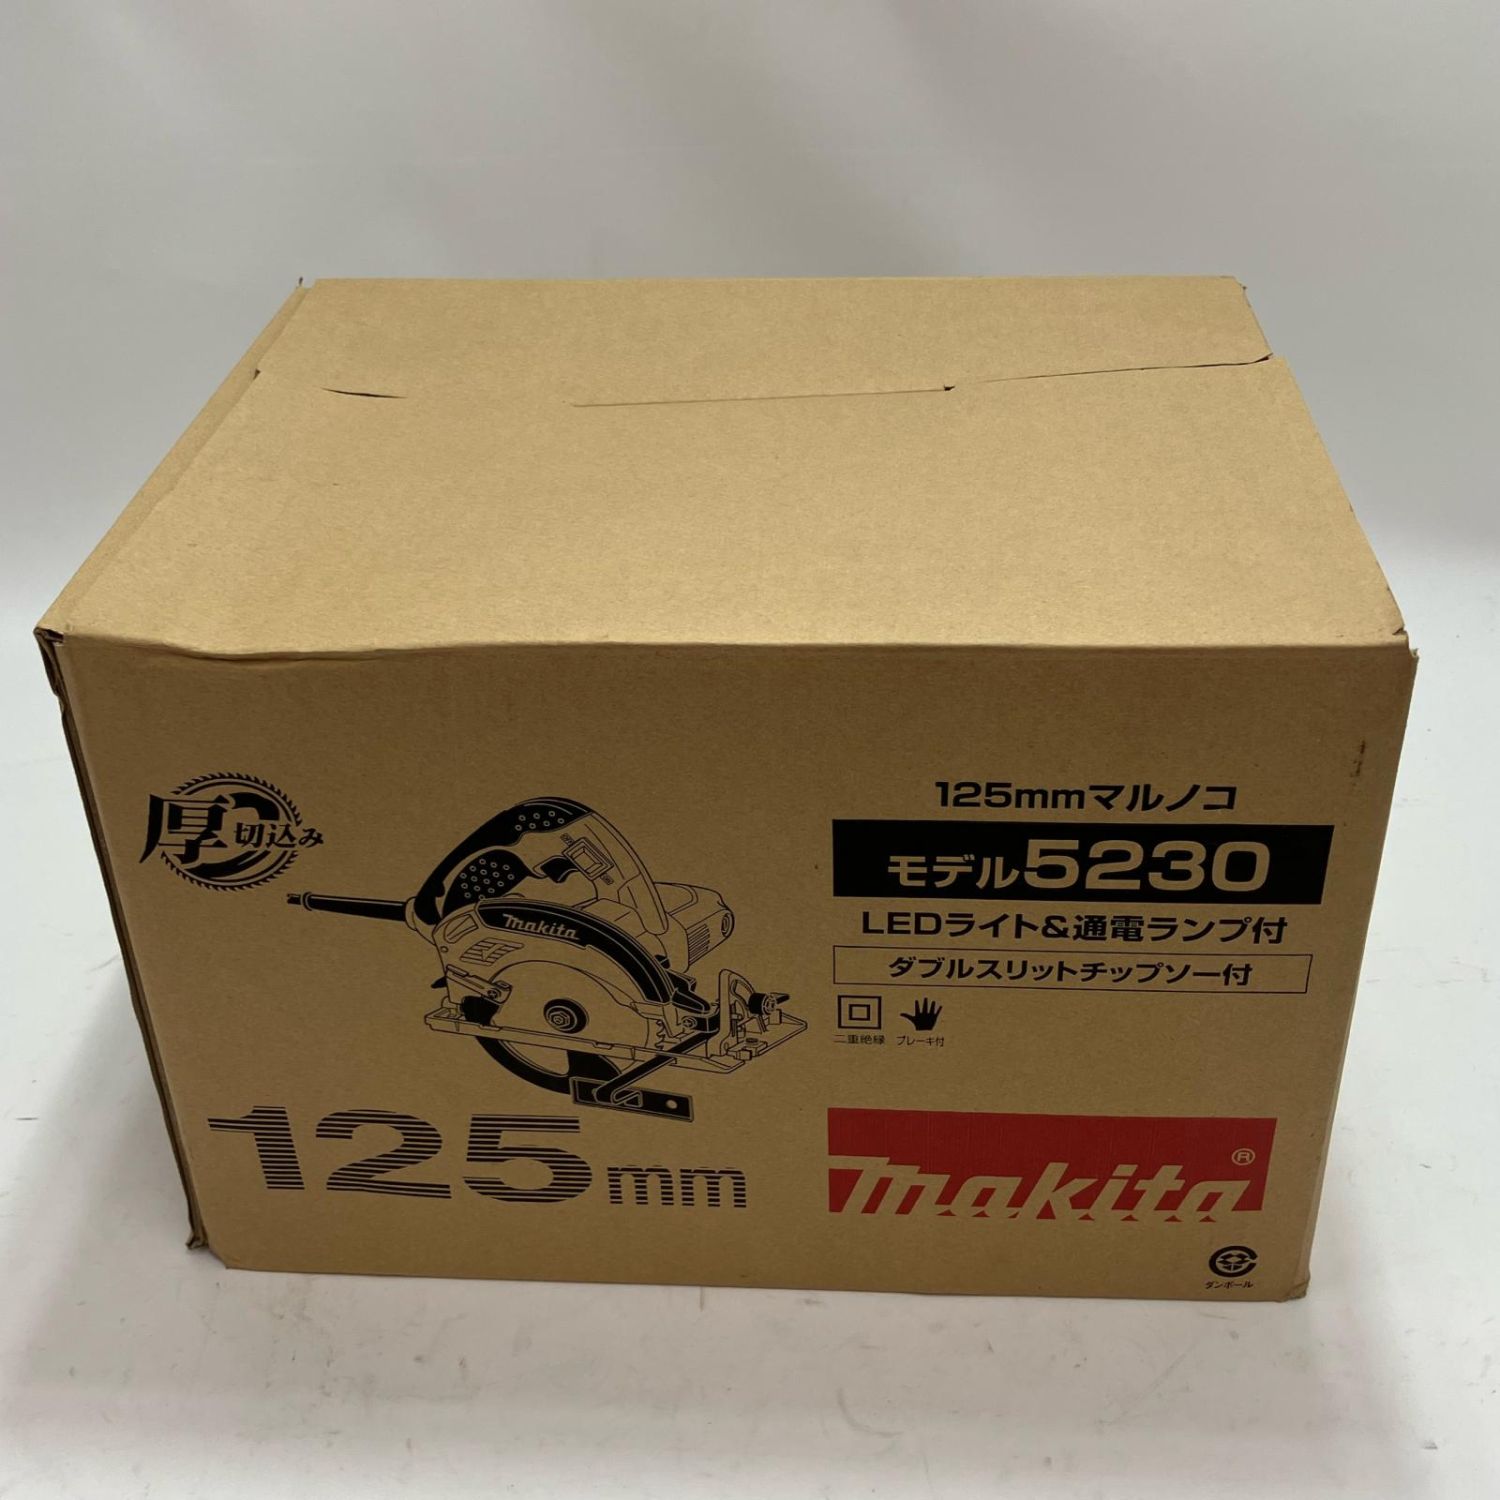 厚切込み
makita
125mm
125mmマルノコ
モデル5230
LEDライト&通電ランプ付
ダブルスリットチップソー付
二重絶縁 ブレーキ付
makita®
ダンボール